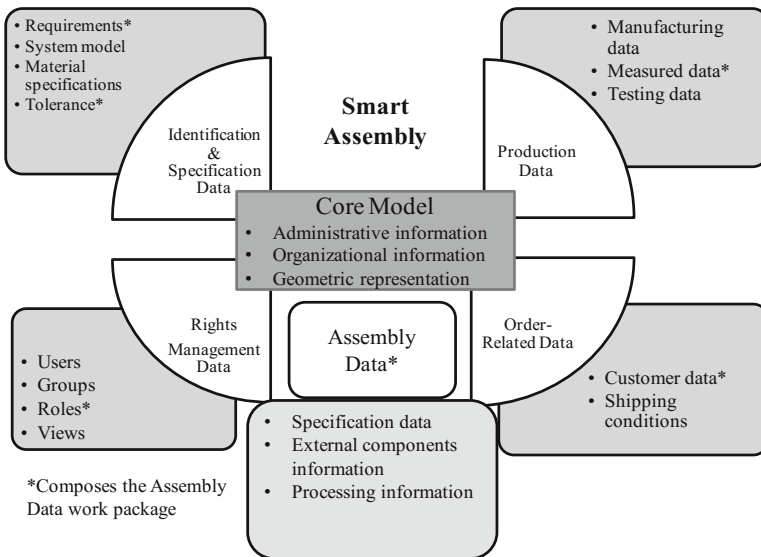 • Requirements*
• System model
• Material
specifications
• Tolerance*
Identification
&
Specification
Data
Smart
Assembly
• Manufacturing
data
• Measured data*
• Testing data
Production
Data
Core Model
• Administrative information
• Organizational information
• Geometric representation
Rights
Management
Data
• Users
• Groups
• Roles*
• Views
Assembly
Data*
Order-
Related Data
• Customer data*
• Shipping
conditions
• Specification data
• External components
information
• Processing information
*Composes the Assembly
Data work package